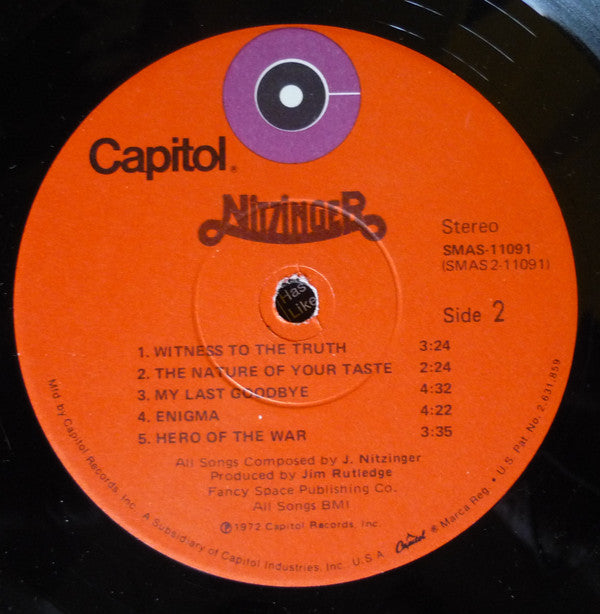 Capitol®
NITZINGER
Stereo
SMAS-11091
(SMAS 2-11091)
Has
Like
Side 2
1. WITNESS TO THE TRUTH 3:24
2. THE NATURE OF YOUR TASTE 2:24
3. MY LAST GOODBYE 4:32
4. ENIGMA 4:22
5. HERO OF THE WAR 3:35
All Songs Composed by J. Nitzinger
Produced by Jim Rutledge
Fancy Space Publishing Co.
All Songs BMI
℗1972 Capitol Records, Inc.
Mfd. by Capitol Records, Inc. A Subsidiary of Capitol Industries, Inc. U.S.A. Capitol ® Marca Reg. • U.S. Pat. No. 2,631,859